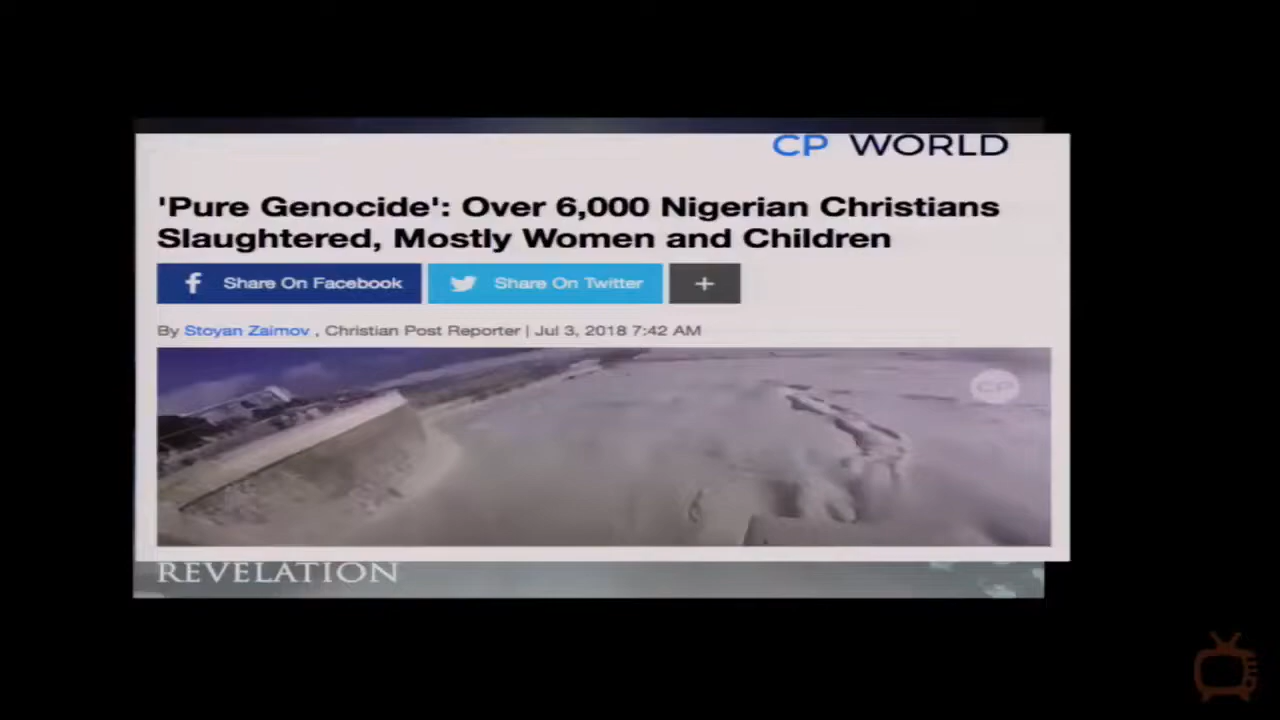 CP WORLD
'Pure Genocide': Over 6,000 Nigerian Christians
Slaughtered, Mostly Women and Children
f Share On Facebook
Share On Twitter
+
By Stoyan Zaimov , Christian Post Reporter | Jul 3, 2018 7:42 AM
CP
REVELATION